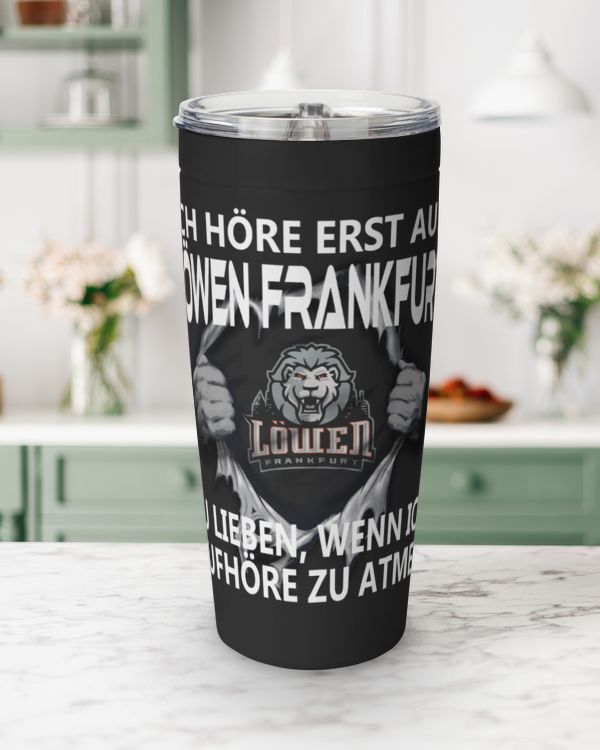 CH HÖRE ERST AU
ÖWEN FRANKFUR
LÖWEN
FRANKFURT
U LIEBEN, WENN IC
UFHÖRE ZU ATME